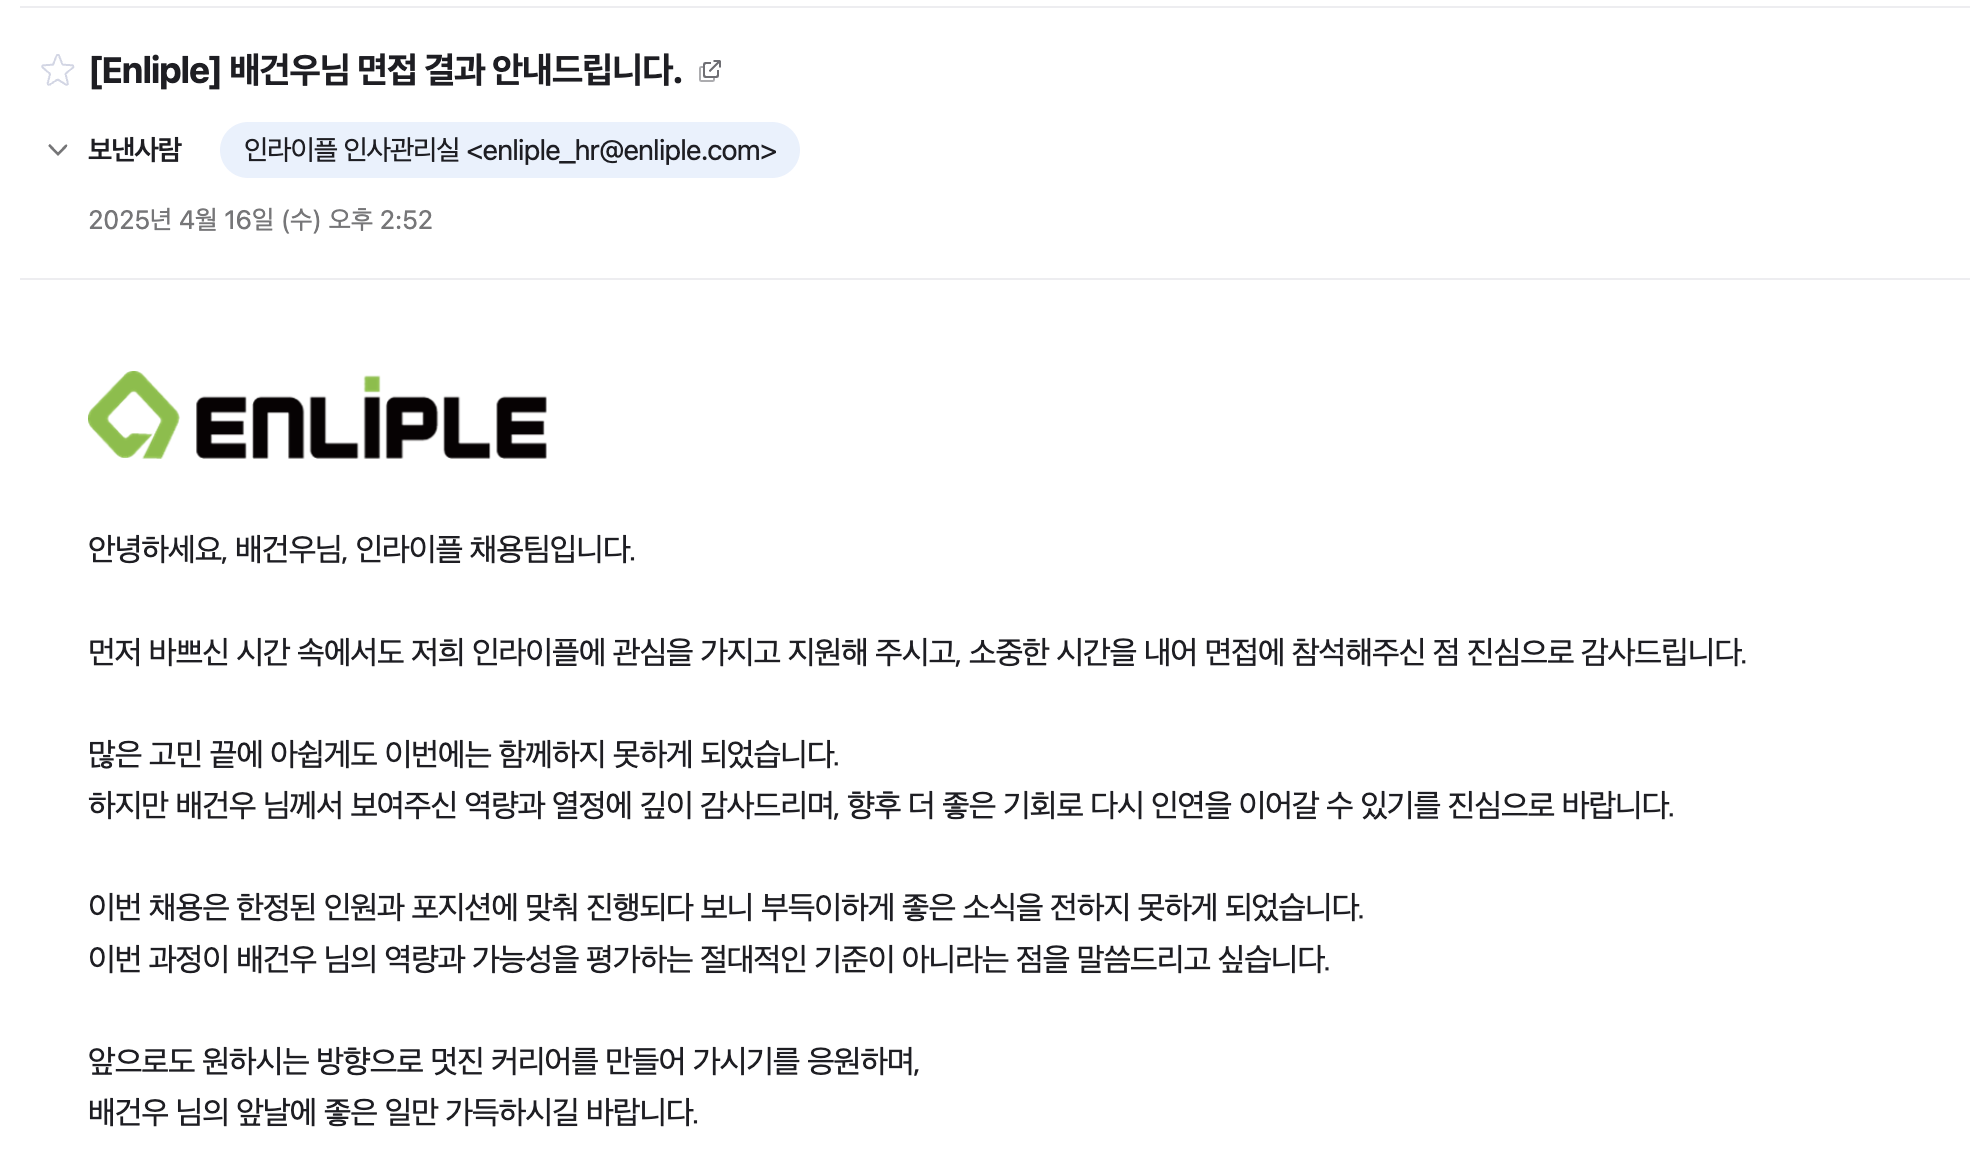 [Enliple] 배건우님 면접 결과 안내드립니다.
보낸사람 인라이플 인사관리실 <enliple_hr@enliple.com>
2025년 4월 16일 (수) 오후 2:52
ENLIPLE
안녕하세요, 배건우님, 인라이플 채용팀입니다.
먼저 바쁘신 시간 속에서도 저희 인라이플에 관심을 가지고 지원해 주시고, 소중한 시간을 내어 면접에 참석해주신 점 진심으로 감사드립니다.
많은 고민 끝에 아쉽게도 이번에는 함께하지 못하게 되었습니다.
하지만 배건우 님께서 보여주신 역량과 열정에 깊이 감사드리며, 향후 더 좋은 기회로 다시 인연을 이어갈 수 있기를 진심으로 바랍니다.
이번 채용은 한정된 인원과 포지션에 맞춰 진행되다 보니 부득이하게 좋은 소식을 전하지 못하게 되었습니다.
이번 과정이 배건우 님의 역량과 가능성을 평가하는 절대적인 기준이 아니라는 점을 말씀드리고 싶습니다.
앞으로도 원하시는 방향으로 멋진 커리어를 만들어 가시기를 응원하며,
배건우 님의 앞날에 좋은 일만 가득하시길 바랍니다.